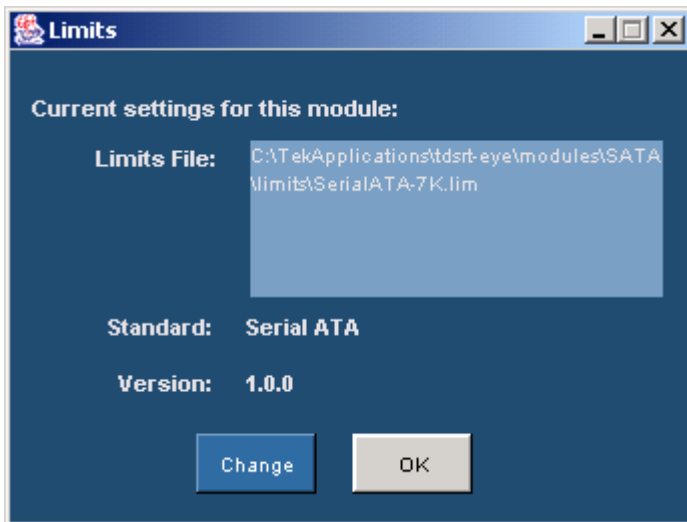 Limits
Current settings for this module:
Limits File: C:\TekApplications\tdsrt-eye\modules\SATA
\limits\SerialATA-7K.lim
Standard: Serial ATA
Version: 1.0.0
Change OK